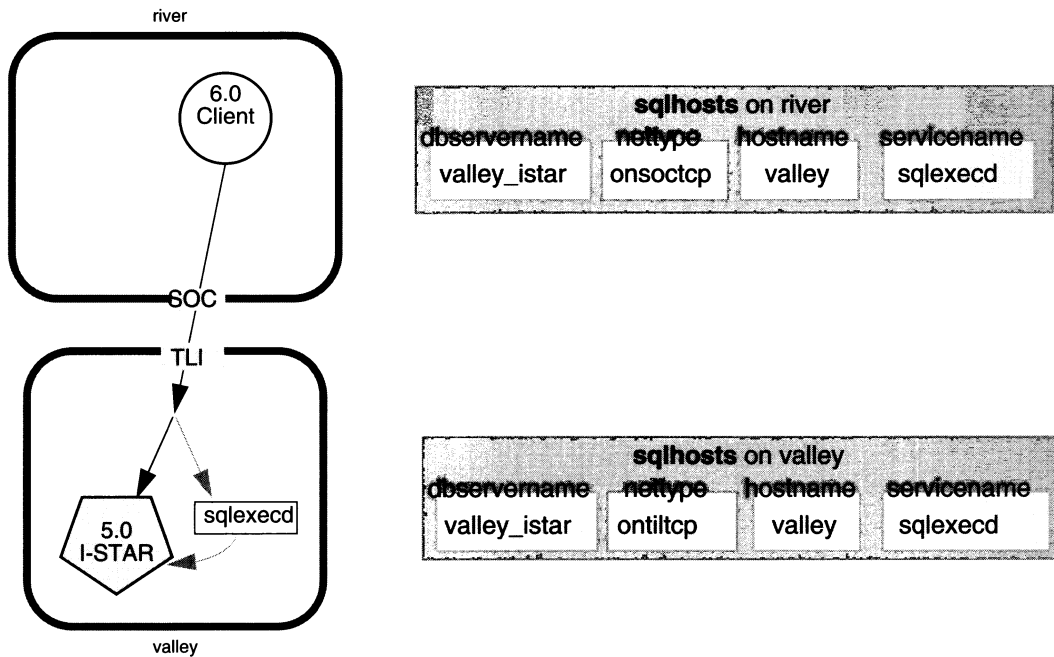 river
6.0
Client
SOC
TLI
5.0
I-STAR
sqlexecd
valley
sqlhosts on river
dbservername nettype hostname servicename
valley_istar onsoctcp valley sqlexecd
sqlhosts on valley
dbservername nettype hostname servicename
valley_istar ontiltcp valley sqlexecd